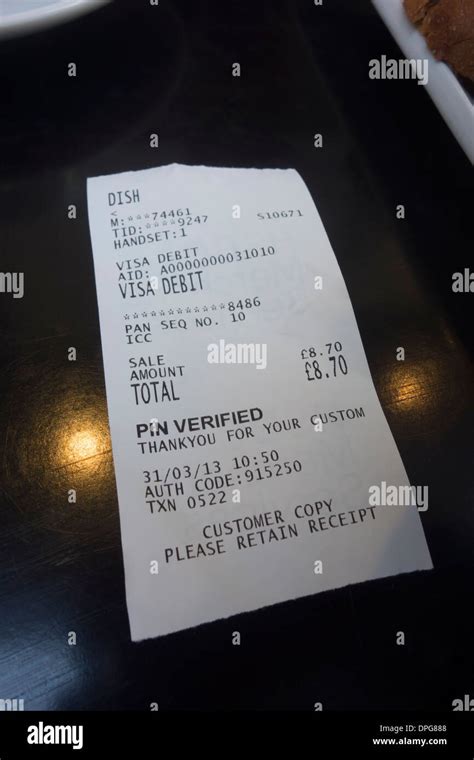 DISH
<
M:***74461
TID:****9247 S10671
HANDSET:1
VISA DEBIT
AID: A0000000031010
VISA DEBIT
************8486
PAN SEQ NO. 10
ICC
SALE
AMOUNT £8.70
TOTAL £8.70
PIN VERIFIED
THANKYOU FOR YOUR CUSTOM
31/03/13 10:50
AUTH CODE:915250
TXN 0522
CUSTOMER COPY
PLEASE RETAIN RECEIPT
alamy
alamy
alamy
alamy
alamy stock photo
DPG888
www.alamy.com